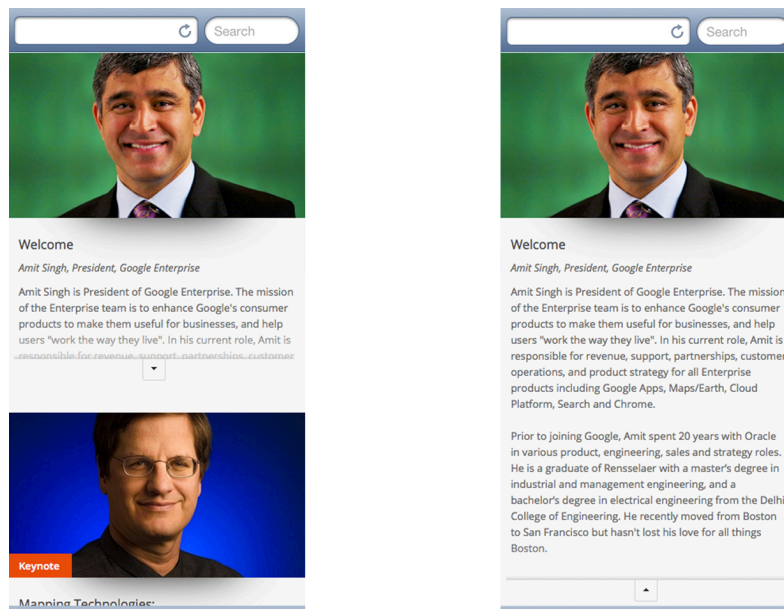 Search
Welcome
Amit Singh, President, Google Enterprise
Amit Singh is President of Google Enterprise. The mission
of the Enterprise team is to enhance Google's consumer
products to make them useful for businesses, and help
users "work the way they live". In his current role, Amit is
responsible for revenue, support, partnerships, customer
Keynote
Mapping Technologies:
Search
Welcome
Amit Singh, President, Google Enterprise
Amit Singh is President of Google Enterprise. The mission
of the Enterprise team is to enhance Google's consumer
products to make them useful for businesses, and help
users "work the way they live". In his current role, Amit is
responsible for revenue, support, partnerships, customer
operations, and product strategy for all Enterprise
products including Google Apps, Maps/Earth, Cloud
Platform, Search and Chrome.
Prior to joining Google, Amit spent 20 years with Oracle
in various product, engineering, sales and strategy roles.
He is a graduate of Rensselaer with a master's degree in
industrial and management engineering, and a
bachelor's degree in electrical engineering from the Delhi
College of Engineering. He recently moved from Boston
to San Francisco but hasn't lost his love for all things
Boston.